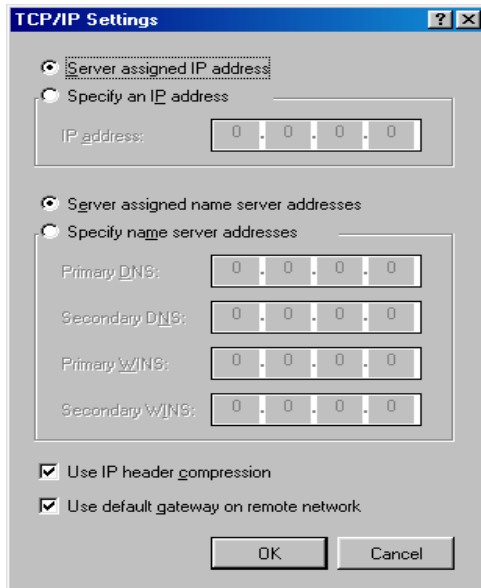 TCP/IP Settings
Server assigned IP address
Specify an IP address
IP address: 0 . 0 . 0 . 0
Server assigned name server addresses
Specify name server addresses
Primary DNS: 0 . 0 . 0 . 0
Secondary DNS: 0 . 0 . 0 . 0
Primary WINS: 0 . 0 . 0 . 0
Secondary WINS: 0 . 0 . 0 . 0
Use IP header compression
Use default gateway on remote network
OK Cancel